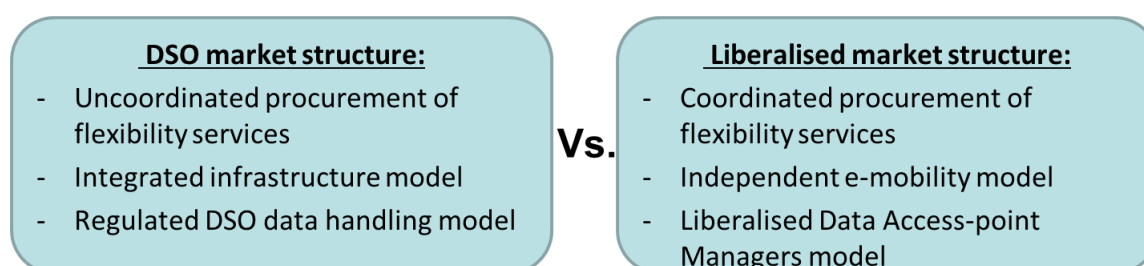 DSO market structure:
- Uncoordinated procurement of
flexibility services
- Integrated infrastructure model
- Regulated DSO data handling model
Vs.
Liberalised market structure:
- Coordinated procurement of
flexibility services
- Independent e-mobility model
- Liberalised Data Access-point
Managers model